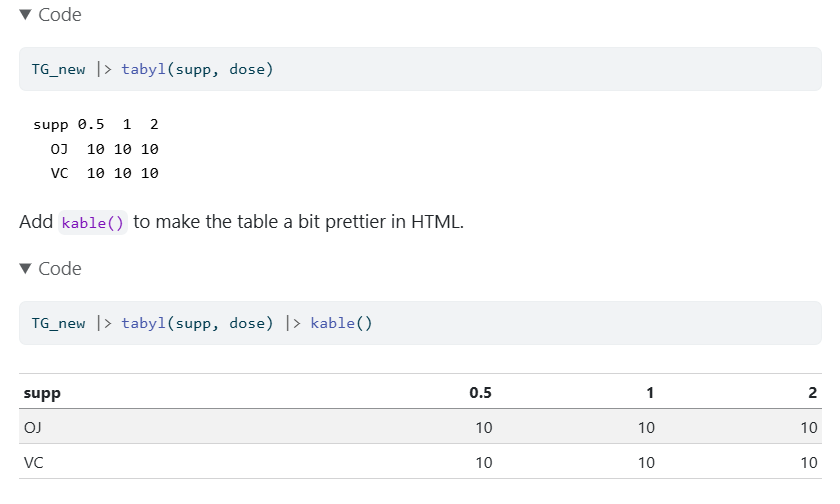 ▼ Code
TG_new |> tabyl(supp, dose)
supp 0.5  1  2
  OJ  10 10 10
  VC  10 10 10
Add kable() to make the table a bit prettier in HTML.
▼ Code
TG_new |> tabyl(supp, dose) |> kable()
supp 0.5 1 2
OJ 10 10 10
VC 10 10 10